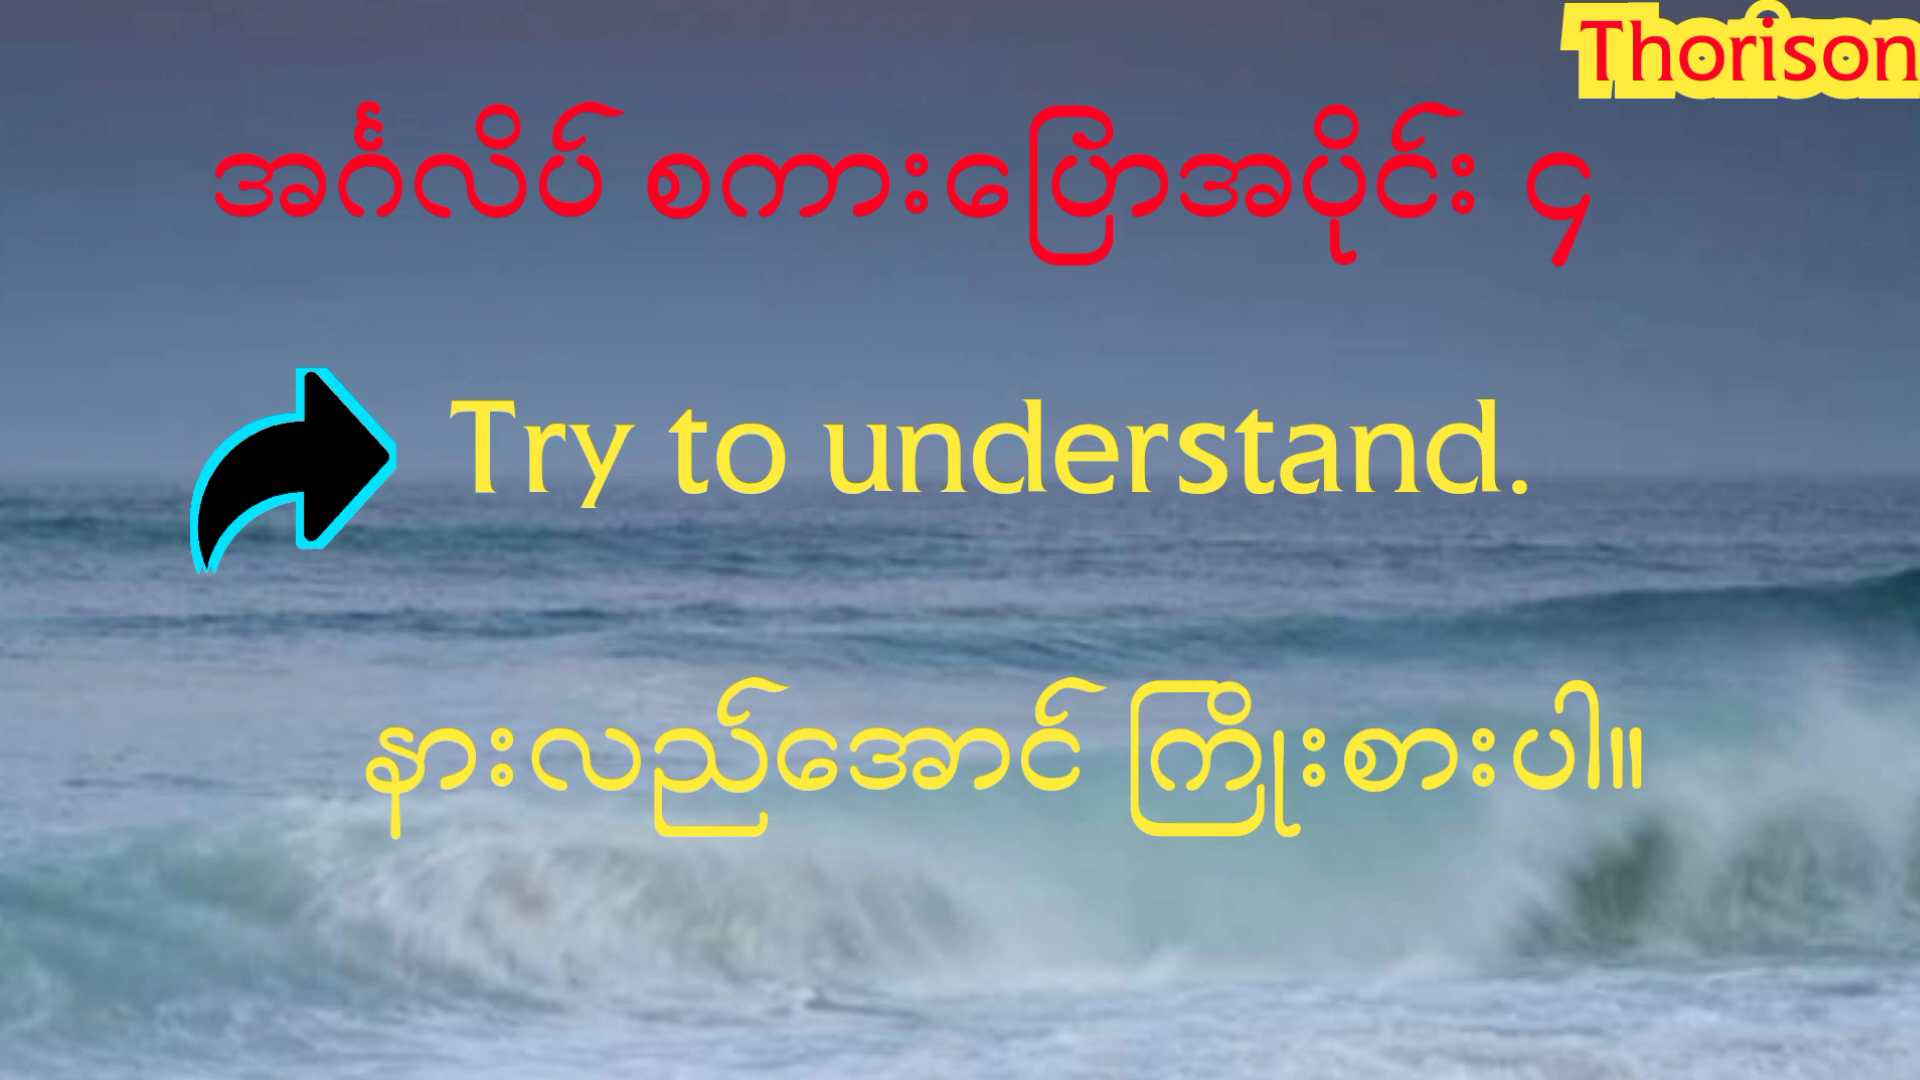 Thorison
အင်္ဂလိပ် စကားပြောအပိုင်း ၄
Try to understand.
နားလည်အောင် ကြိုးစားပါ။